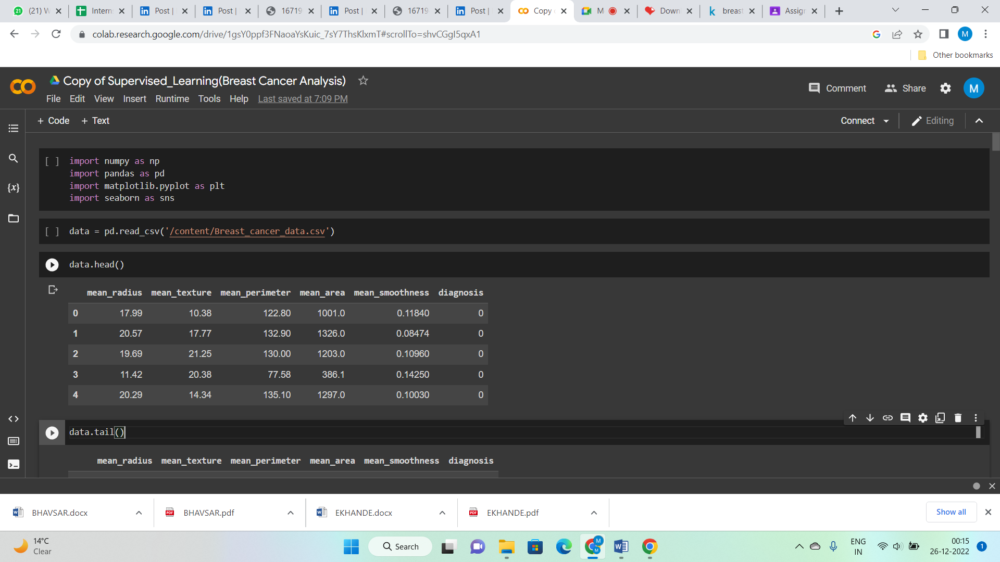 (21) W
Intern
Post |
Post |
16719
Post |
16719
Post |
Copy
M
Down
breast
Assign
colab.research.google.com/drive/1gsY0ppf3FNaoaYsKuic_7sY7ThsKlxmT#scrollTo=shvCGgI5qxA1
M
Other bookmarks
Copy of Supervised_Learning(Breast Cancer Analysis)
File Edit View Insert Runtime Tools Help Last saved at 7:09 PM
Comment Share M
+ Code + Text
Connect Editing
[ ] import numpy as np
import pandas as pd
import matplotlib.pyplot as plt
import seaborn as sns
[ ] data = pd.read_csv('/content/Breast_cancer_data.csv')
data.head()
mean_radius mean_texture mean_perimeter mean_area mean_smoothness diagnosis
0 17.99 10.38 122.80 1001.0 0.11840 0
1 20.57 17.77 132.90 1326.0 0.08474 0
2 19.69 21.25 130.00 1203.0 0.10960 0
3 11.42 20.38 77.58 386.1 0.14250 0
4 20.29 14.34 135.10 1297.0 0.10030 0
data.tail()
mean_radius mean_texture mean_perimeter mean_area mean_smoothness diagnosis
BHAVSAR.docx
BHAVSAR.pdf
EKHANDE.docx
EKHANDE.pdf
Show all
14°C
Clear
Search
ENG
IN
00:15
26-12-2022
1